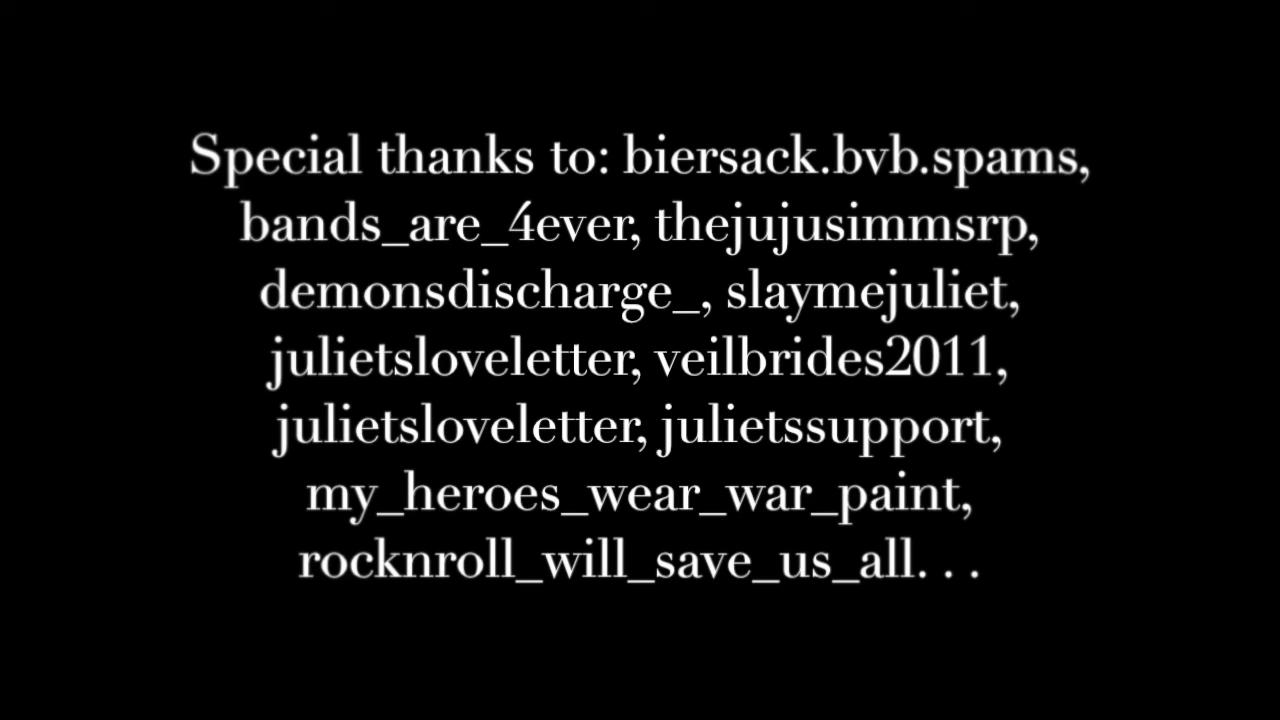 Special thanks to: biersack.bvb.spams,
bands_are_4ever, thejujusimmsrp,
demonsdischarge_, slaymejuliet,
julietsloveletter, veilbrides2011,
julietsloveletter, julietssupport,
my_heroes_wear_war_paint,
rocknroll_will_save_us_all. . .